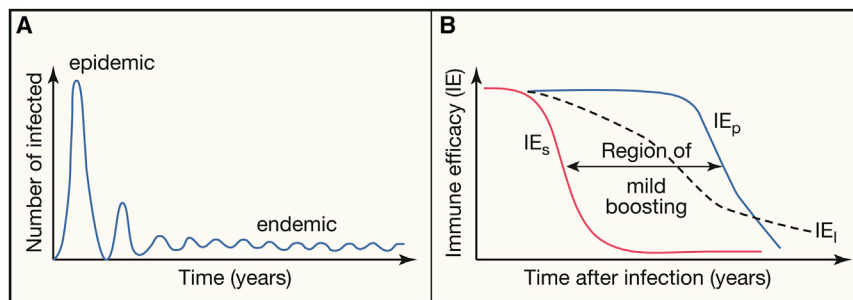 A
epidemic
Number of infected
endemic
Time (years)
B
Immune efficacy (IE)
IEs
IEp
Region of
mild
boosting
IEl
Time after infection (years)